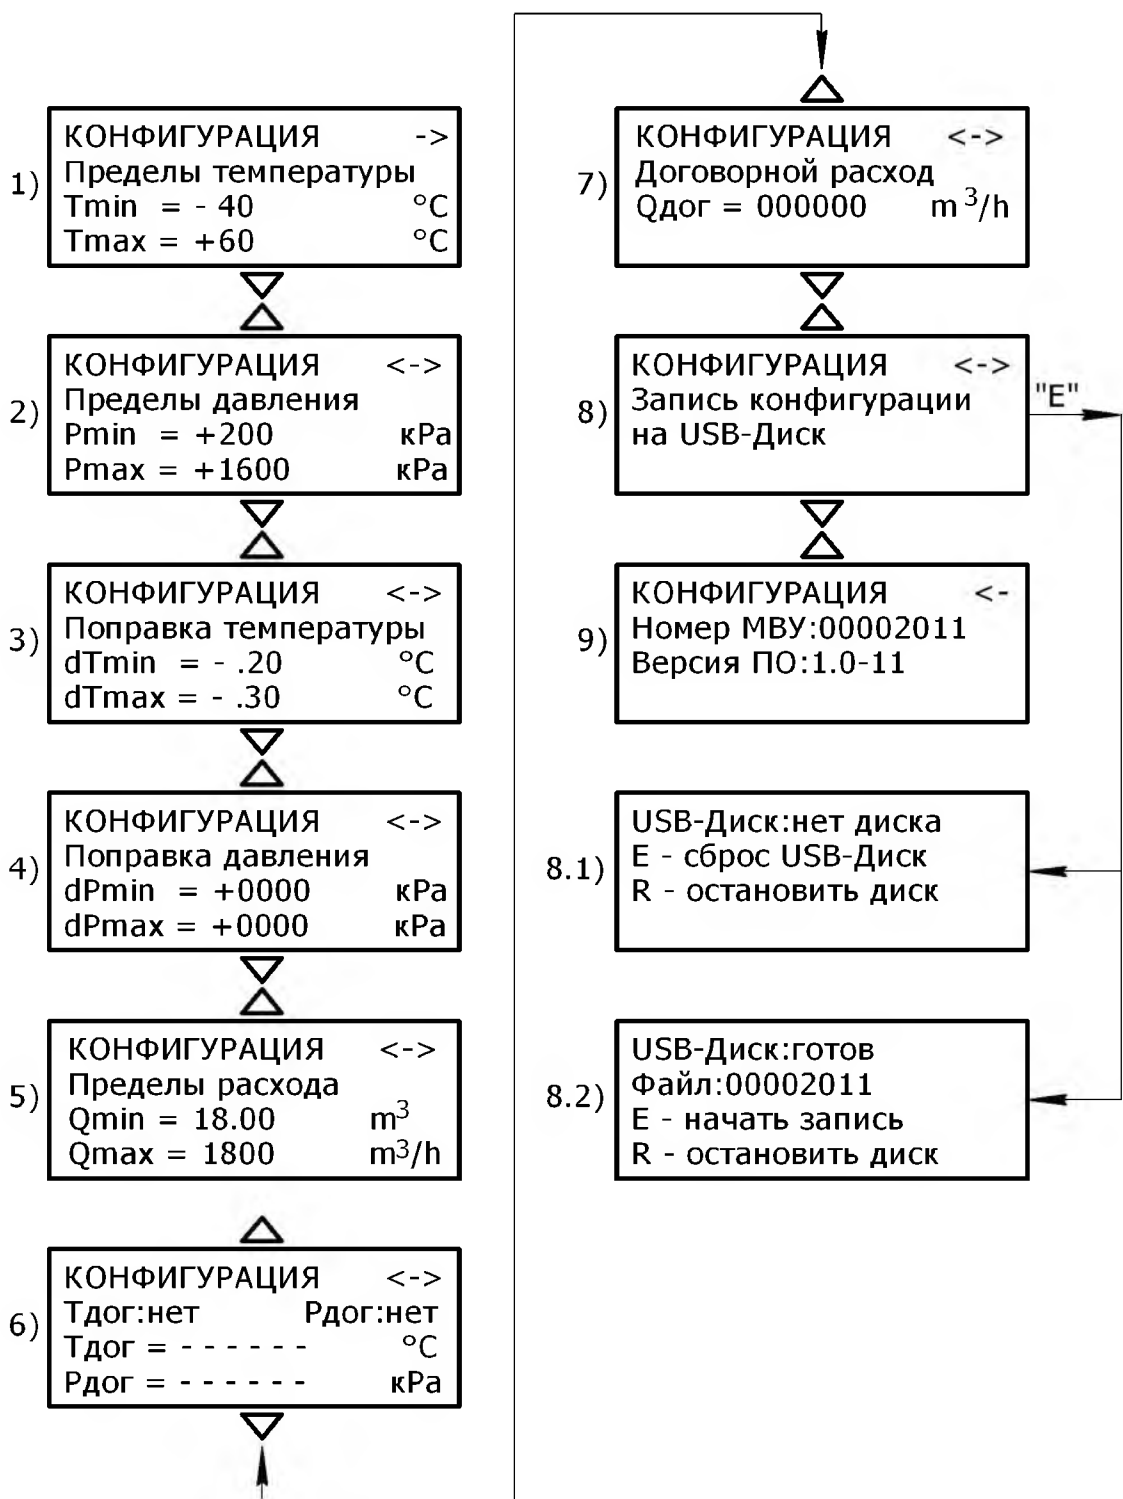 1)
КОНФИГУРАЦИЯ ->
Пределы температуры
Tmin = - 40 °C
Tmax = +60 °C
2)
КОНФИГУРАЦИЯ <->
Пределы давления
Pmin = +200 кPa
Pmax = +1600 кPa
3)
КОНФИГУРАЦИЯ <->
Поправка температуры
dTmin = - .20 °C
dTmax = - .30 °C
4)
КОНФИГУРАЦИЯ <->
Поправка давления
dPmin = +0000 кPa
dPmax = +0000 кPa
5)
КОНФИГУРАЦИЯ <->
Пределы расхода
Qmin = 18.00 m³
Qmax = 1800 m³/h
6)
КОНФИГУРАЦИЯ <->
Tдог:нет Pдог:нет
Tдог = - - - - - - °C
Pдог = - - - - - - кPa
7)
КОНФИГУРАЦИЯ <->
Договорной расход
Qдог = 000000 m³/h
8)
КОНФИГУРАЦИЯ <->
Запись конфигурации
на USB-Диск
"E"
9)
КОНФИГУРАЦИЯ <-
Номер МВУ:00002011
Версия ПО:1.0-11
8.1)
USB-Диск:нет диска
E - сброс USB-Диск
R - остановить диск
8.2)
USB-Диск:готов
Файл:00002011
E - начать запись
R - остановить диск